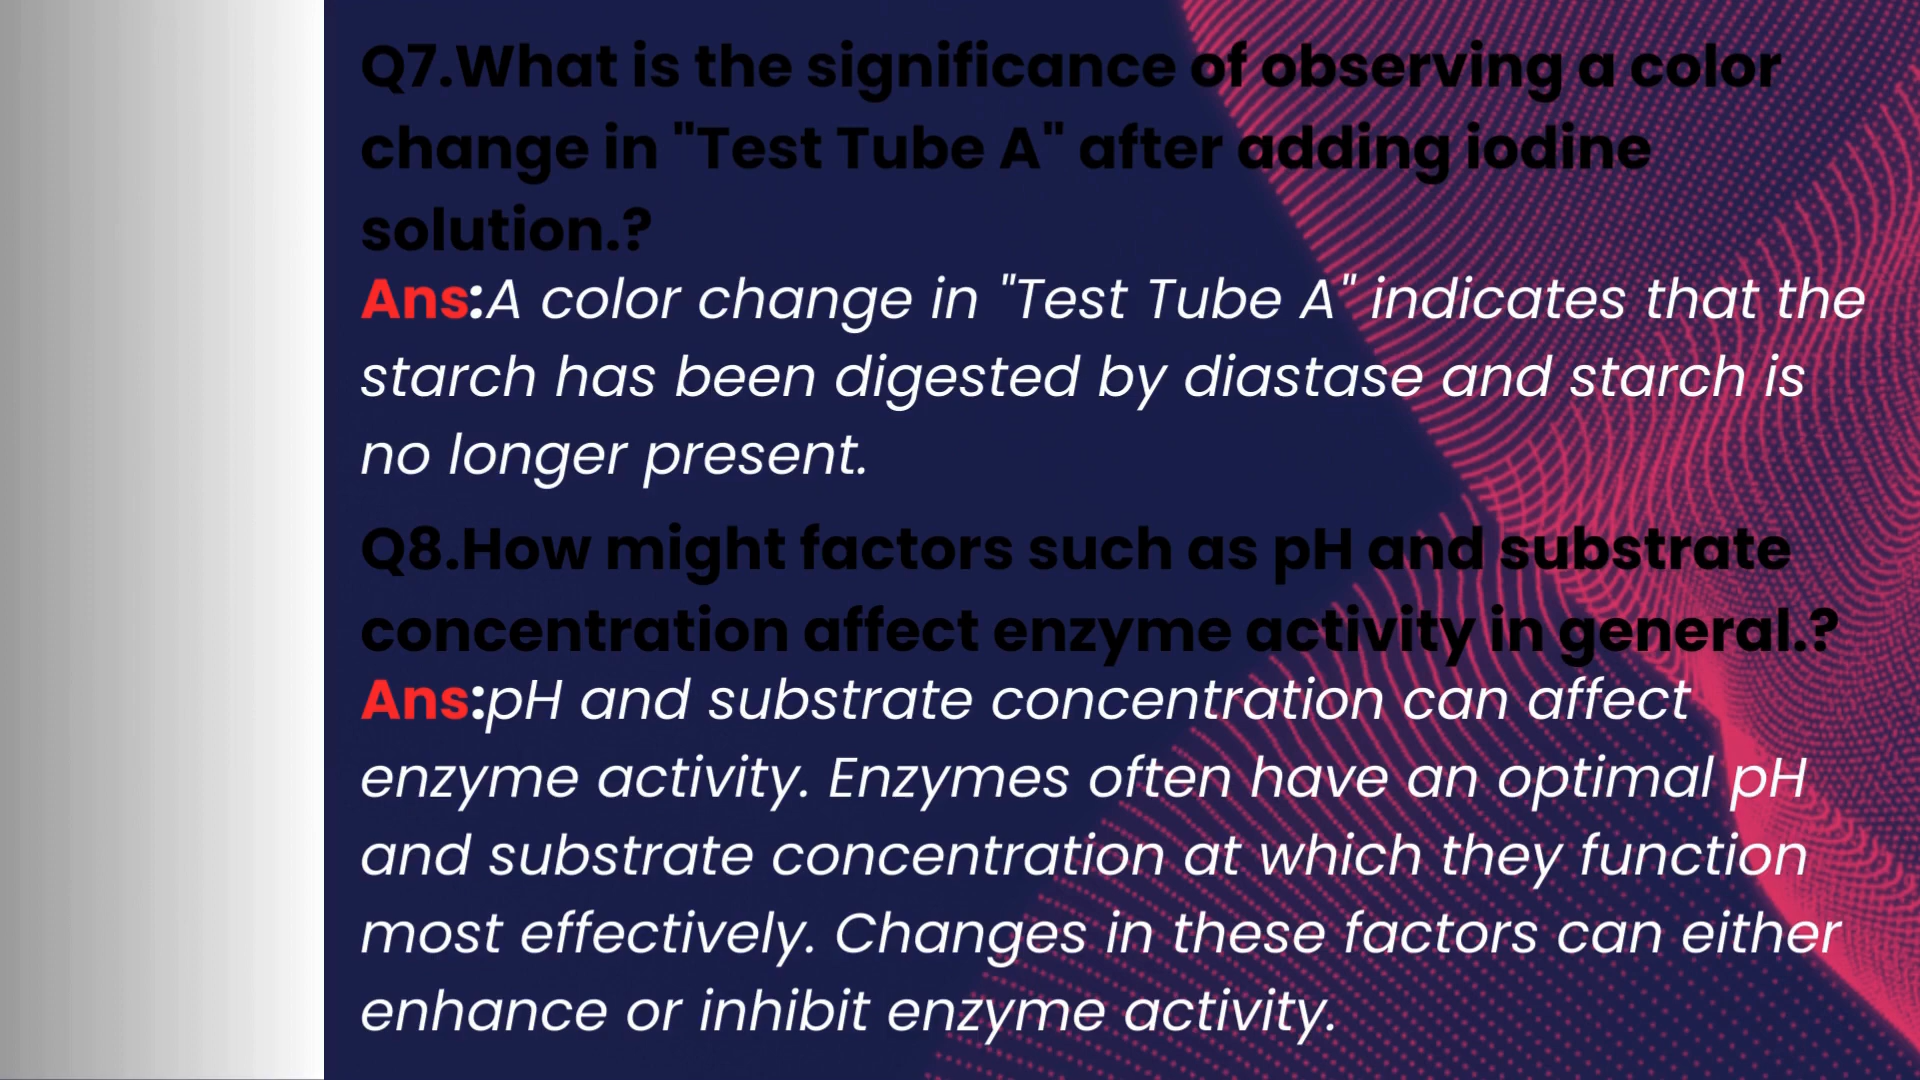 Q7.What is the significance of observing a color
change in "Test Tube A" after adding iodine
solution.?
Ans:A color change in "Test Tube A" indicates that the
starch has been digested by diastase and starch is
no longer present.
Q8.How might factors such as pH and substrate
concentration affect enzyme activity in general.?
Ans:pH and substrate concentration can affect
enzyme activity. Enzymes often have an optimal pH
and substrate concentration at which they function
most effectively. Changes in these factors can either
enhance or inhibit enzyme activity.